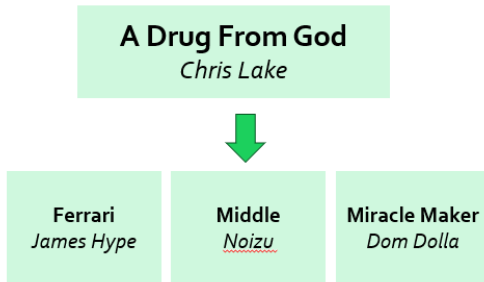 A Drug From God
Chris Lake
Ferrari
James Hype
Middle
Noizu
Miracle Maker
Dom Dolla